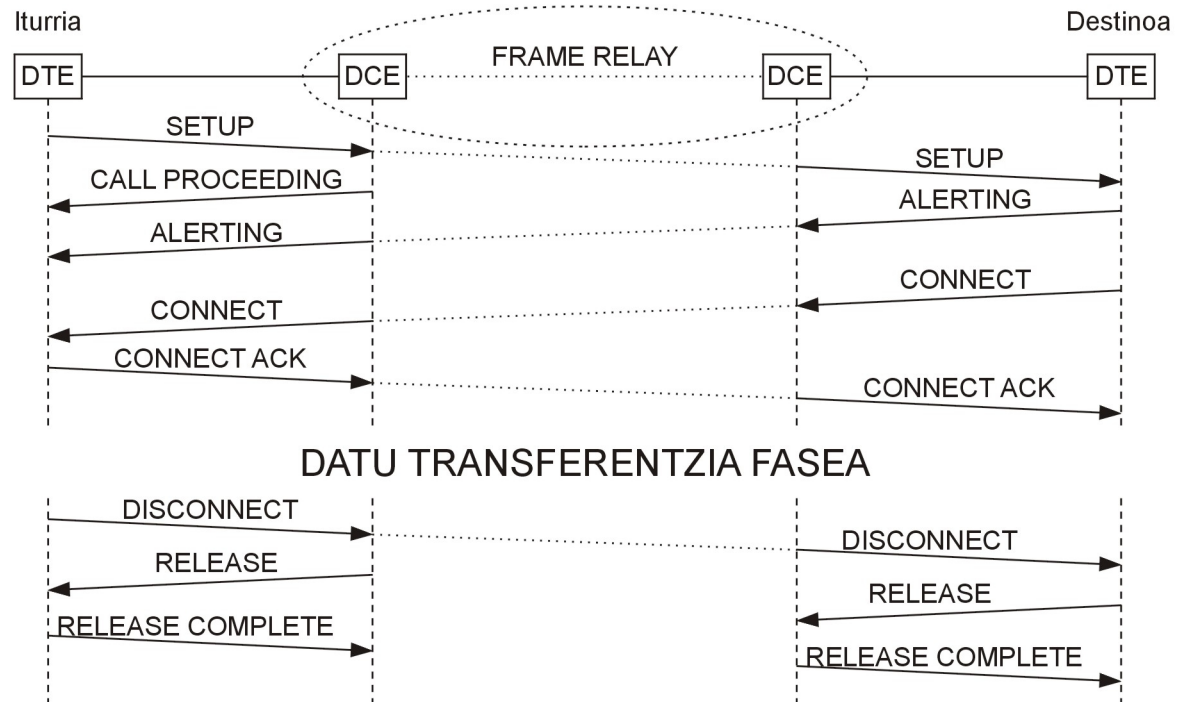 Iturria
Destinoa
DTE
DCE
FRAME RELAY
DCE
DTE
SETUP
SETUP
CALL PROCEEDING
ALERTING
ALERTING
CONNECT
CONNECT
CONNECT ACK
CONNECT ACK
DATU TRANSFERENTZIA FASEA
DISCONNECT
DISCONNECT
RELEASE
RELEASE
RELEASE COMPLETE
RELEASE COMPLETE